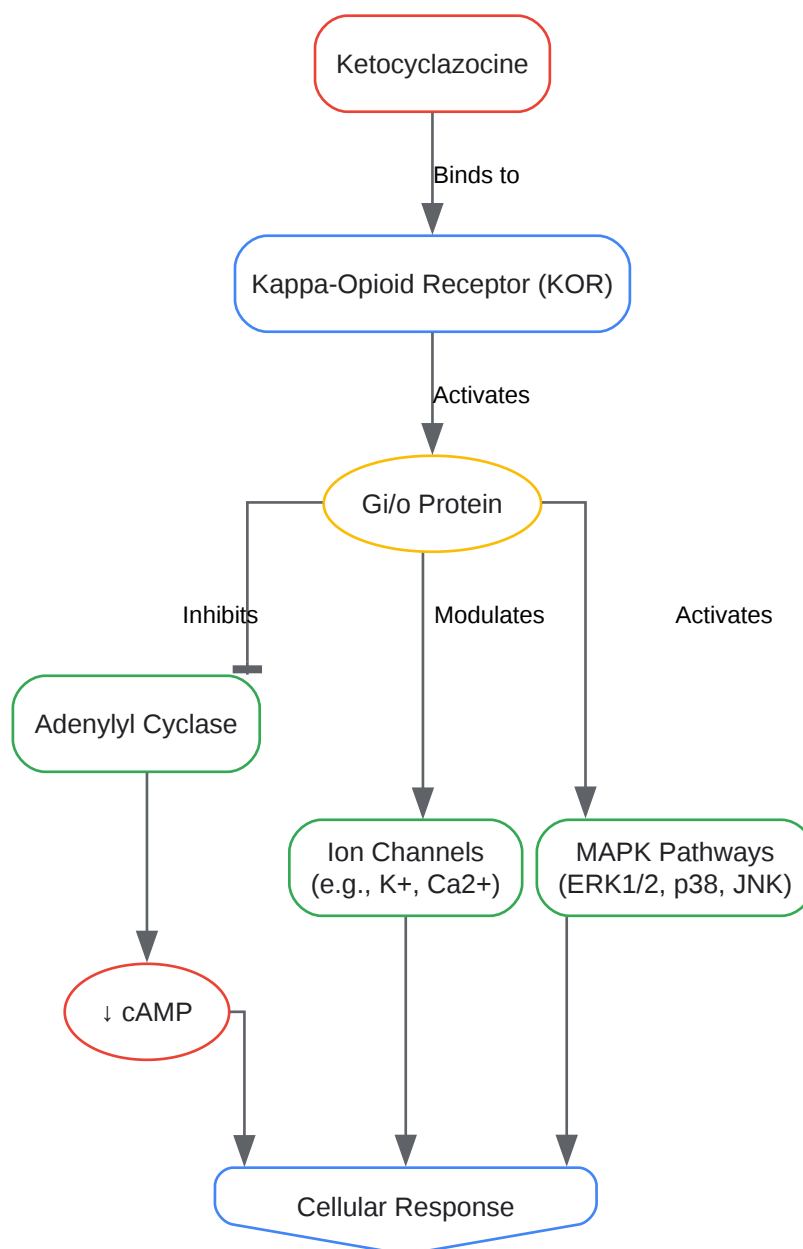 Ketocyclazocine
Binds to
Kappa-Opioid Receptor (KOR)
Activates
Gi/o Protein
Inhibits
Modulates
Activates
Adenylyl Cyclase
Ion Channels
(e.g., K+, Ca2+)
MAPK Pathways
(ERK1/2, p38, JNK)
↓ cAMP
Cellular Response